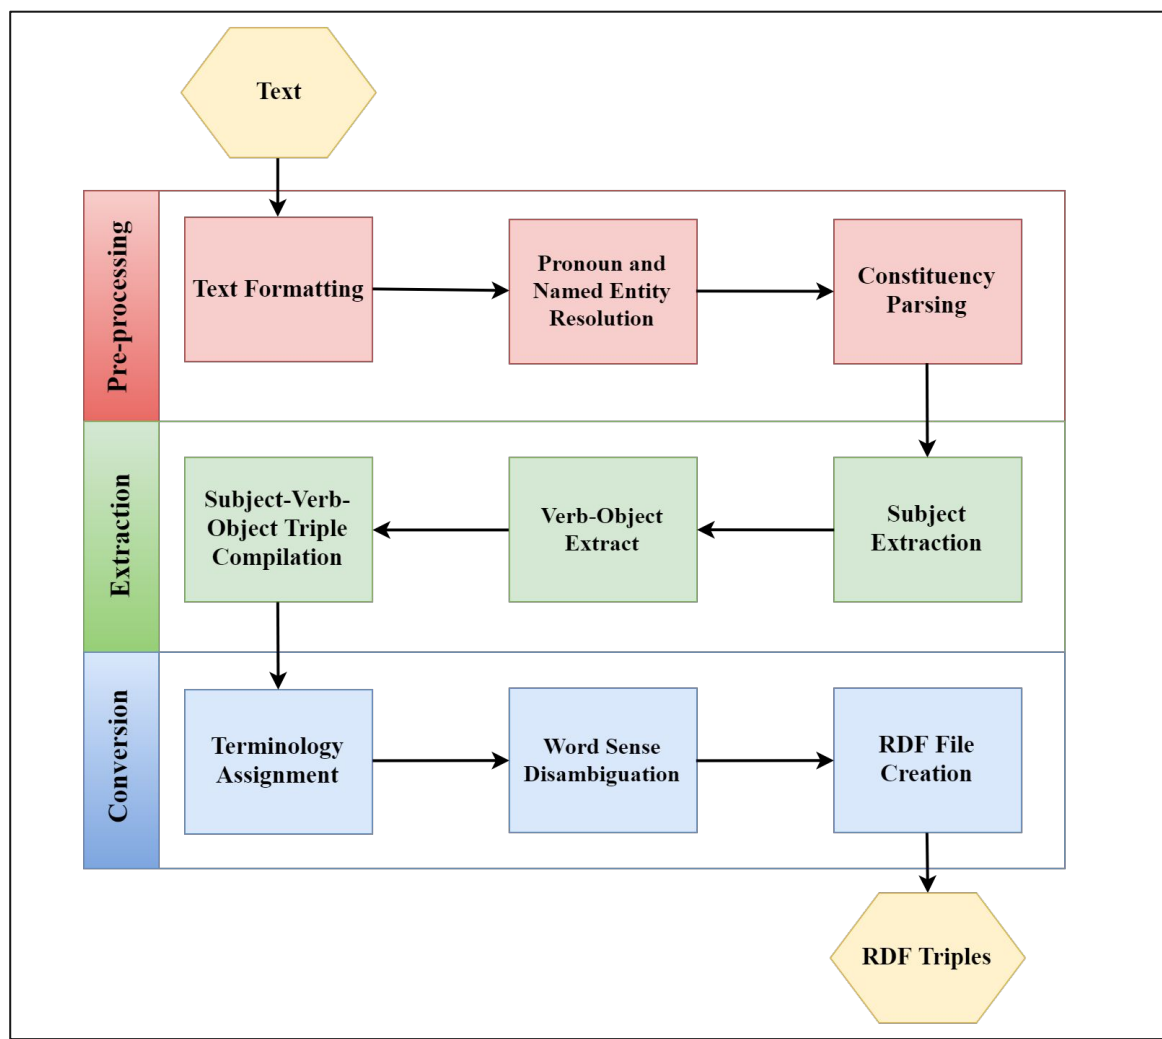 Text
Pre-processing
Text Formatting
Pronoun and
Named Entity
Resolution
Constituency
Parsing
Extraction
Subject-Verb-
Object Triple
Compilation
Verb-Object
Extract
Subject
Extraction
Conversion
Terminology
Assignment
Word Sense
Disambiguation
RDF File
Creation
RDF Triples